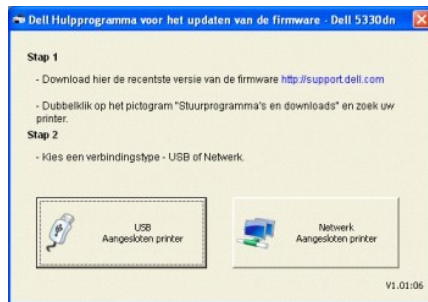 Dell Hulpprogramma voor het updaten van de firmware - Dell 5330dn
Stap 1
- Download hier de recentste versie van de firmware http://support.dell.com
- Dubbelklik op het pictogram "Stuurprogramma's en downloads" en zoek uw
printer.
Stap 2
- Kies een verbindingstype - USB of Netwerk.
USB
Aangesloten printer
Netwerk
Aangesloten printer
V1.01:06